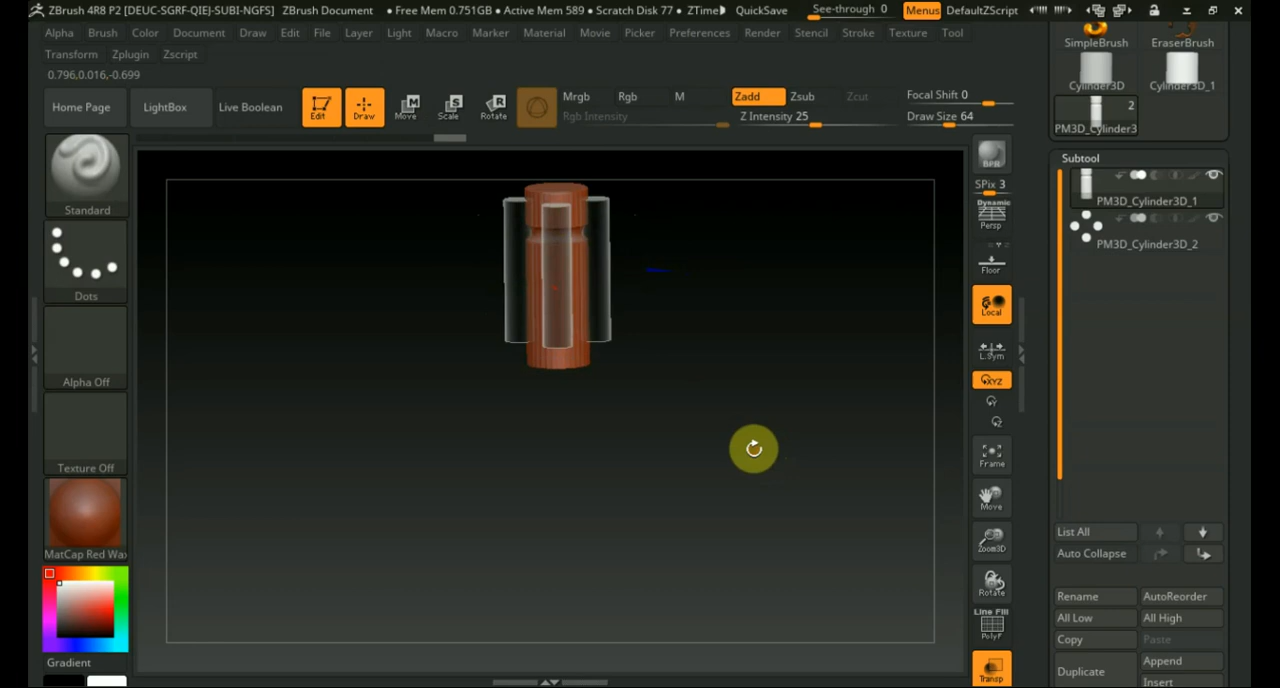 ZBrush 4R8 P2 [DEUC-SGRF-QIEJ-SUBI-NGFS] ZBrush Document • Free Mem 0.751GB • Active Mem 589 • Scratch Disk 77 • ZTime▶ QuickSave See-through 0 Menus DefaultZScript
Alpha Brush Color Document Draw Edit File Layer Light Macro Marker Material Movie Picker Preferences Render Stencil Stroke Texture Tool
Transform Zplugin Zscript
0.796,0.016,-0.699
Home Page LightBox Live Boolean Edit Draw Move Scale Rotate
Mrgb Rgb M Zadd Zsub Zcut
Rgb Intensity Z Intensity 25
Focal Shift 0
Draw Size 64
Standard
Dots
Alpha Off
Texture Off
MatCap Red Wax
Gradient
BPR
SPix 3
Dynamic
Persp
Floor
Local
L.Sym
XYZ
Y
Z
Frame
Move
Zoom3D
Rotate
Line Fill
PolyF
Transp
SimpleBrush EraserBrush
Cylinder3D Cylinder3D_1
2
PM3D_Cylinder3
Subtool
PM3D_Cylinder3D_1
PM3D_Cylinder3D_2
List All
Auto Collapse
Rename AutoReorder
All Low All High
Copy Paste
Duplicate Append
Insert